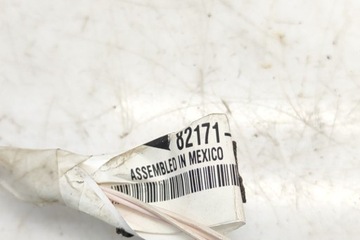 82171-
ASSEMBLED IN MEXICO